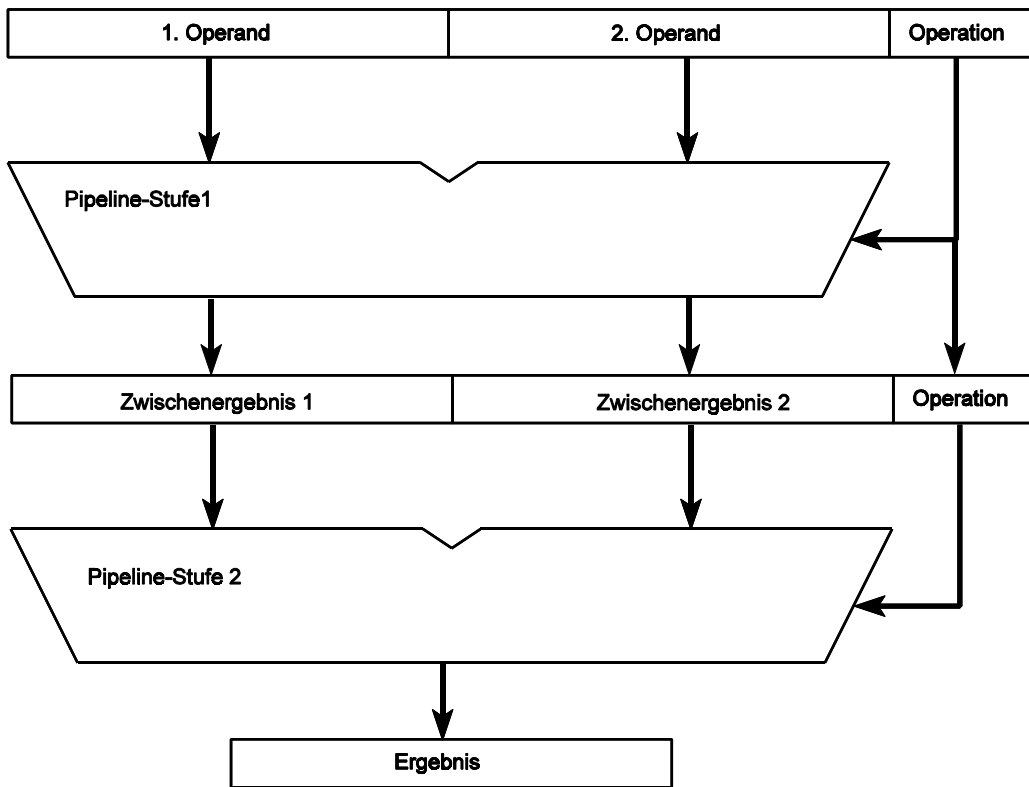 1. Operand 2. Operand Operation
Pipeline-Stufe1
Zwischenergebnis 1 Zwischenergebnis 2 Operation
Pipeline-Stufe 2
Ergebnis